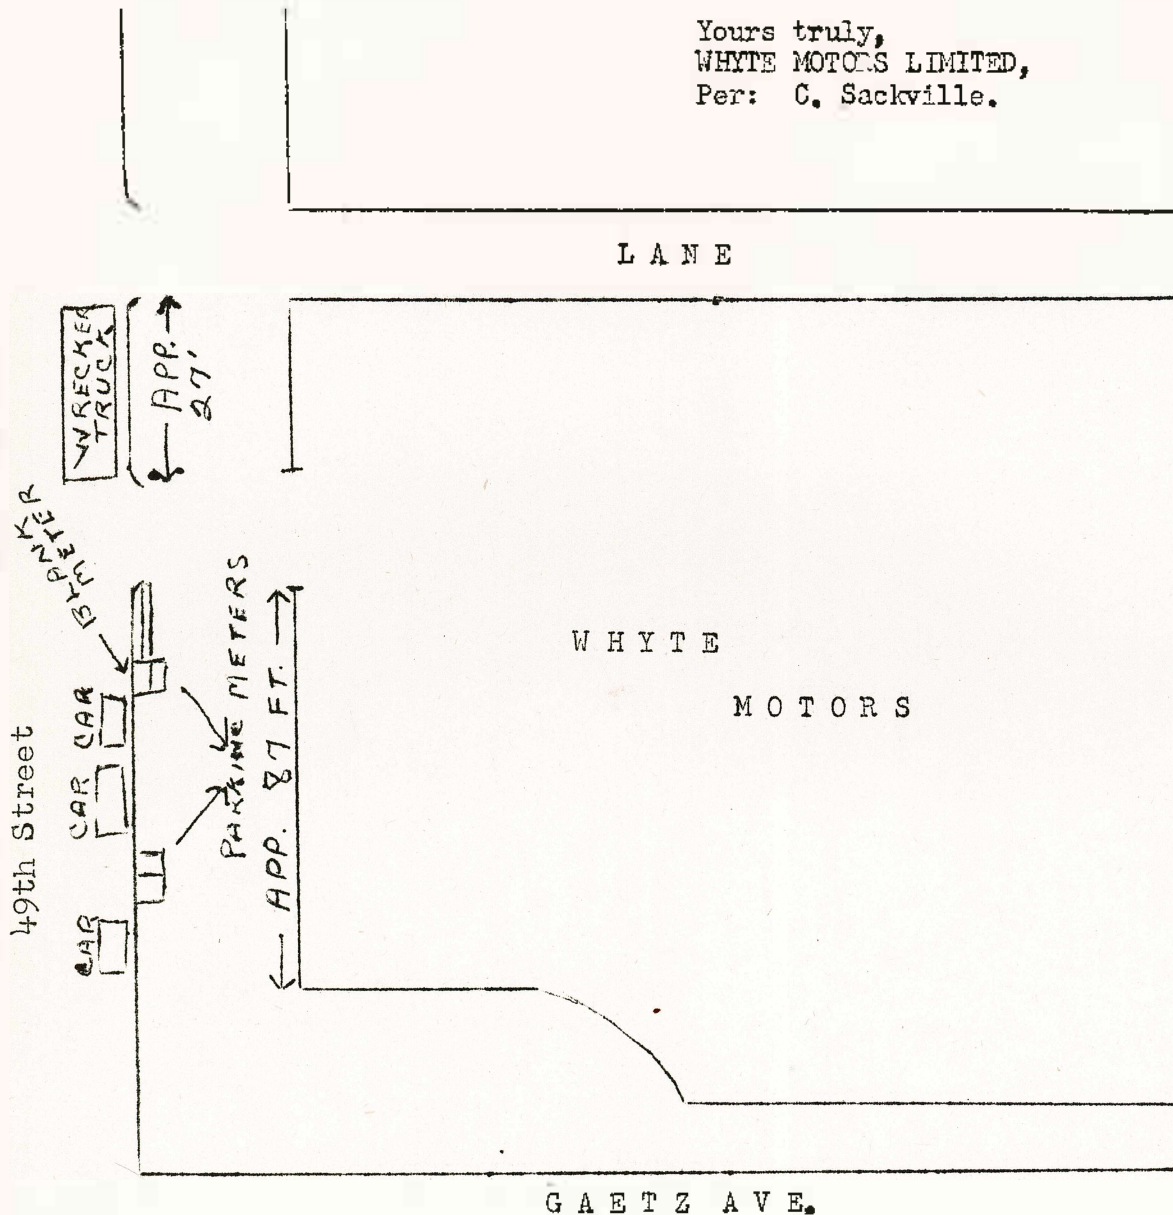 Yours truly,
WHYTE MOTORS LIMITED,
Per: C. Sackville.
LANE
WRECKER
TRUCK
APP.
27'
BLANK
METER
PARKING METERS
APP. 87 FT.
WHYTE
MOTORS
CAR
CAR
CAR
49th Street
GAETZ AVE.